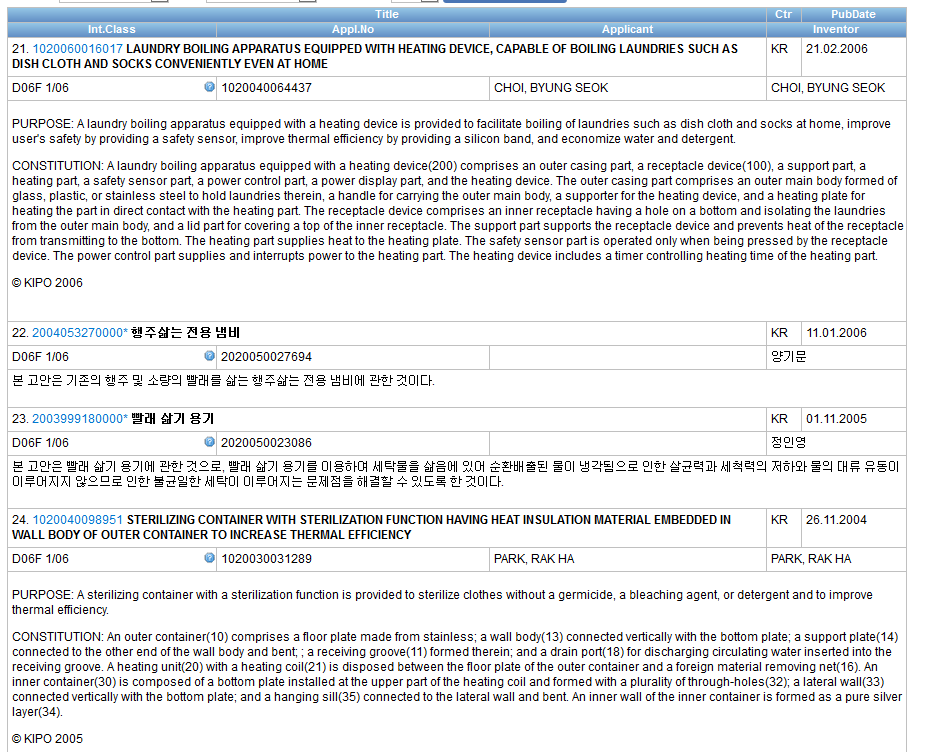 Title Ctr PubDate
Int.Class Appl.No Applicant Inventor
21. 1020060016017 LAUNDRY BOILING APPARATUS EQUIPPED WITH HEATING DEVICE, CAPABLE OF BOILING LAUNDRIES SUCH AS KR 21.02.2006
DISH CLOTH AND SOCKS CONVENIENTLY EVEN AT HOME
D06F 1/06 1020040064437 CHOI, BYUNG SEOK CHOI, BYUNG SEOK
PURPOSE: A laundry boiling apparatus equipped with a heating device is provided to facilitate boiling of laundries such as dish cloth and socks at home, improve
user's safety by providing a safety sensor, improve thermal efficiency by providing a silicon band, and economize water and detergent.
CONSTITUTION: A laundry boiling apparatus equipped with a heating device(200) comprises an outer casing part, a receptacle device(100), a support part, a
heating part, a safety sensor part, a power control part, a power display part, and the heating device. The outer casing part comprises an outer main body formed of
glass, plastic, or stainless steel to hold laundries therein, a handle for carrying the outer main body, a supporter for the heating device, and a heating plate for
heating the part in direct contact with the heating part. The receptacle device comprises an inner receptacle having a hole on a bottom and isolating the laundries
from the outer main body, and a lid part for covering a top of the inner receptacle. The support part supports the receptacle device and prevents heat of the receptacle
from transmitting to the bottom. The heating part supplies heat to the heating plate. The safety sensor part is operated only when being pressed by the receptacle
device. The power control part supplies and interrupts power to the heating part. The heating device includes a timer controlling heating time of the heating part.
© KIPO 2006
22. 2004053270000* 행주삶는 전용 냄비 KR 11.01.2006
D06F 1/06 2020050027694 양기문
본 고안은 기존의 행주 및 소량의 빨래를 삶는 행주삶는 전용 냄비에 관한 것이다.
23. 2003999180000* 빨래 삶기 용기 KR 01.11.2005
D06F 1/06 2020050023086 정인영
본 고안은 빨래 삶기 용기에 관한 것으로, 빨래 삶기 용기를 이용하여 세탁물을 삶음에 있어 순환배출된 물이 냉각됨으로 인한 살균력과 세척력의 저하와 물의 대류 유동이
이루어지지 않으므로 인한 불균일한 세탁이 이루어지는 문제점을 해결할 수 있도록 한 것이다.
24. 1020040098951 STERILIZING CONTAINER WITH STERILIZATION FUNCTION HAVING HEAT INSULATION MATERIAL EMBEDDED IN KR 26.11.2004
WALL BODY OF OUTER CONTAINER TO INCREASE THERMAL EFFICIENCY
D06F 1/06 1020030031289 PARK, RAK HA PARK, RAK HA
PURPOSE: A sterilizing container with a sterilization function is provided to sterilize clothes without a germicide, a bleaching agent, or detergent and to improve
thermal efficiency.
CONSTITUTION: An outer container(10) comprises a floor plate made from stainless; a wall body(13) connected vertically with the bottom plate; a support plate(14)
connected to the other end of the wall body and bent; ; a receiving groove(11) formed therein; and a drain port(18) for discharging circulating water inserted into the
receiving groove. A heating unit(20) with a heating coil(21) is disposed between the floor plate of the outer container and a foreign material removing net(16). An
inner container(30) is composed of a bottom plate installed at the upper part of the heating coil and formed with a plurality of through-holes(32); a lateral wall(33)
connected vertically with the bottom plate; and a hanging sill(35) connected to the lateral wall and bent. An inner wall of the inner container is formed as a pure silver
layer(34).
© KIPO 2005